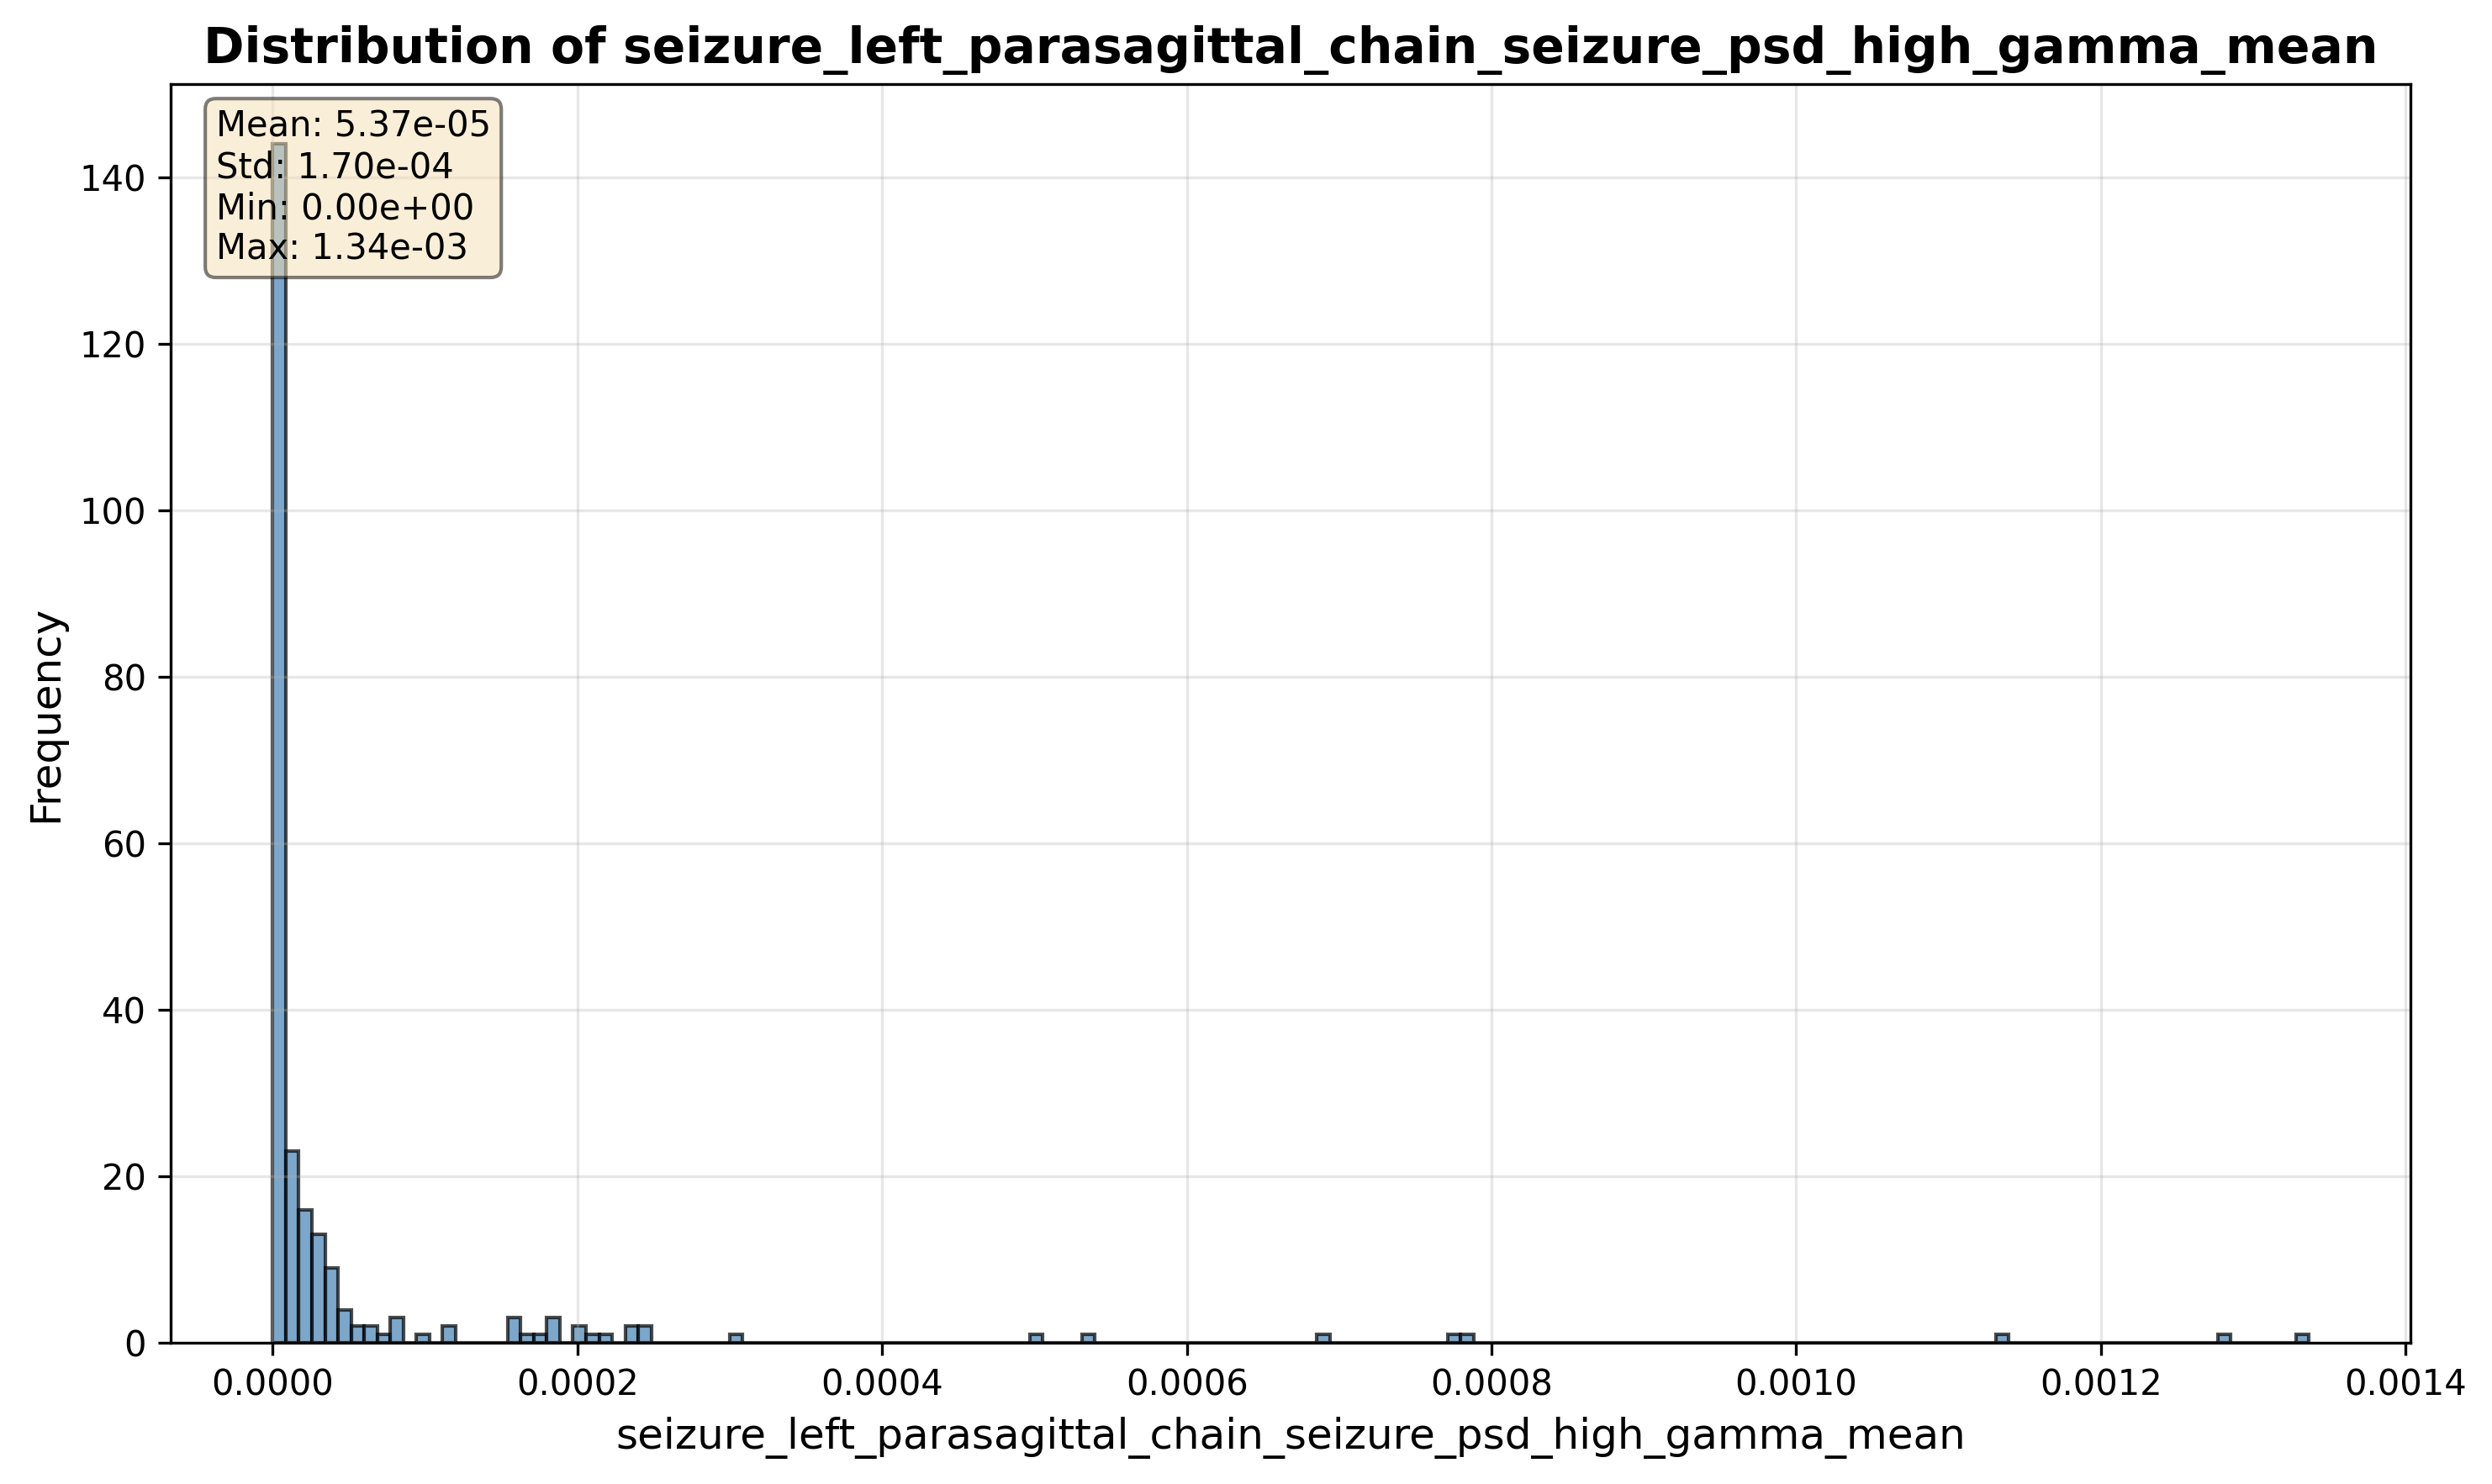 Distribution of seizure_left_parasagittal_chain_seizure_psd_high_gamma_mean
Mean: 5.37e-05
Std: 1.70e-04
Min: 0.00e+00
Max: 1.34e-03
140
120
100
80
60
40
20
0
Frequency
0.0000 0.0002 0.0004 0.0006 0.0008 0.0010 0.0012 0.0014
seizure_left_parasagittal_chain_seizure_psd_high_gamma_mean